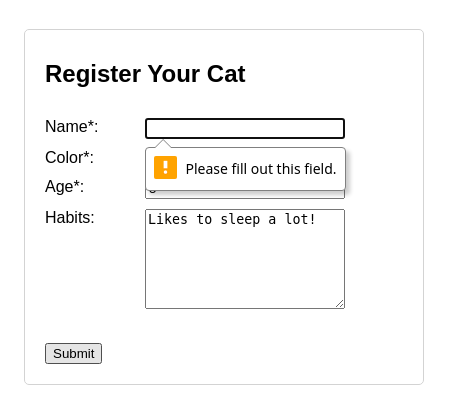 Register Your Cat
Name*:
Color*:
Please fill out this field.
Age*:
Habits:
Likes to sleep a lot!
Submit